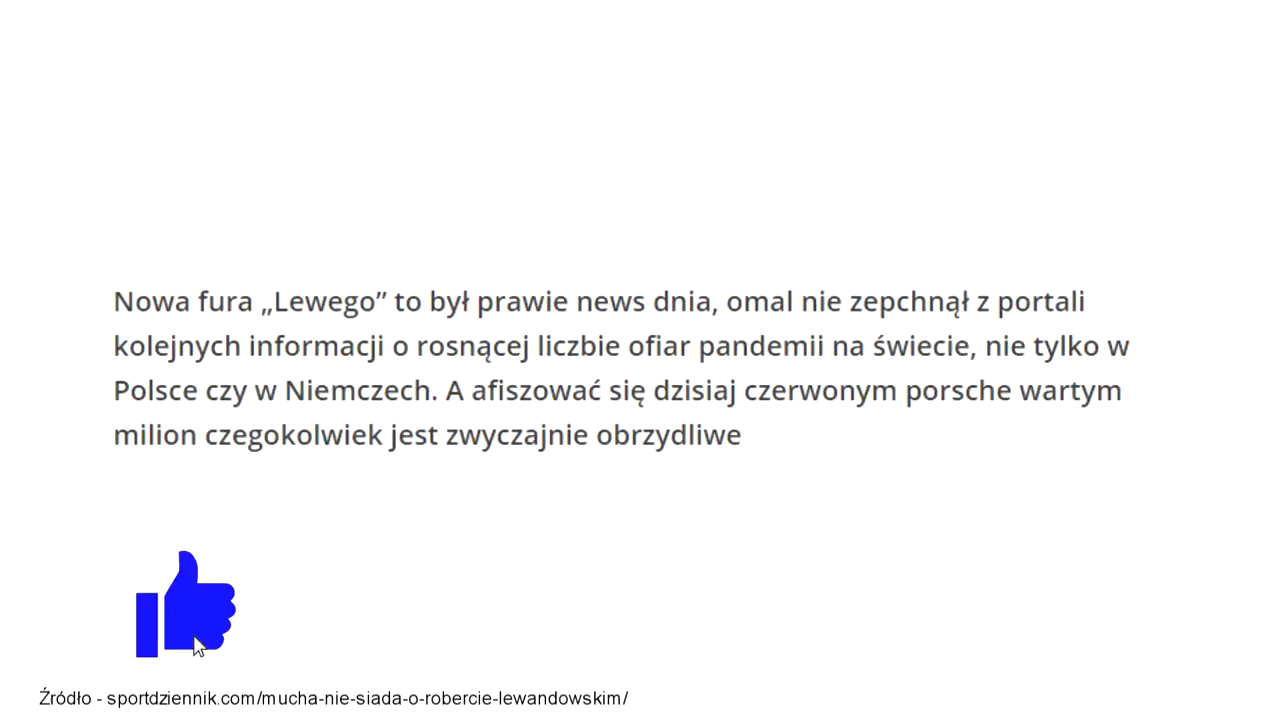 Nowa fura „Lewego” to był prawie news dnia, omal nie zepchnął z portali
kolejnych informacji o rosnącej liczbie ofiar pandemii na świecie, nie tylko w
Polsce czy w Niemczech. A afiszować się dzisiaj czerwonym porsche wartym
milion czegokolwiek jest zwyczajnie obrzydliwe
Źródło - sportdziennik.com/mucha-nie-siada-o-robercie-lewandowskim/